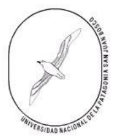 UNIVERSIDAD NACIONAL DE LA PATAGONIA SAN JUAN BOSCO